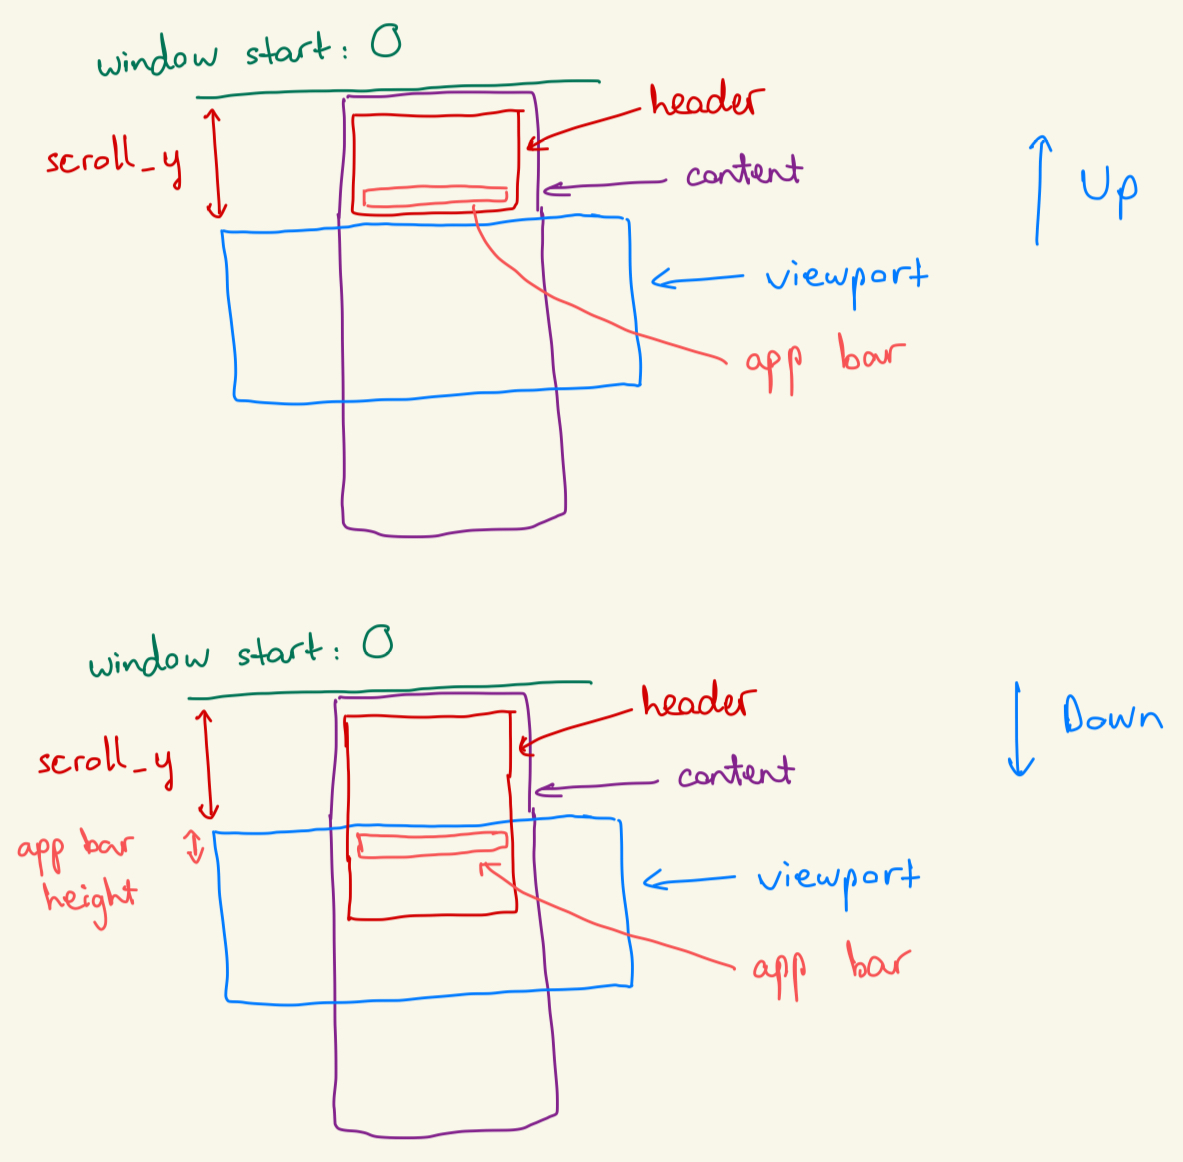 window start: 0
header
scroll_y
content
Up
viewport
app bar
window start: 0
header
Down
scroll_y
content
app bar
height
viewport
app bar